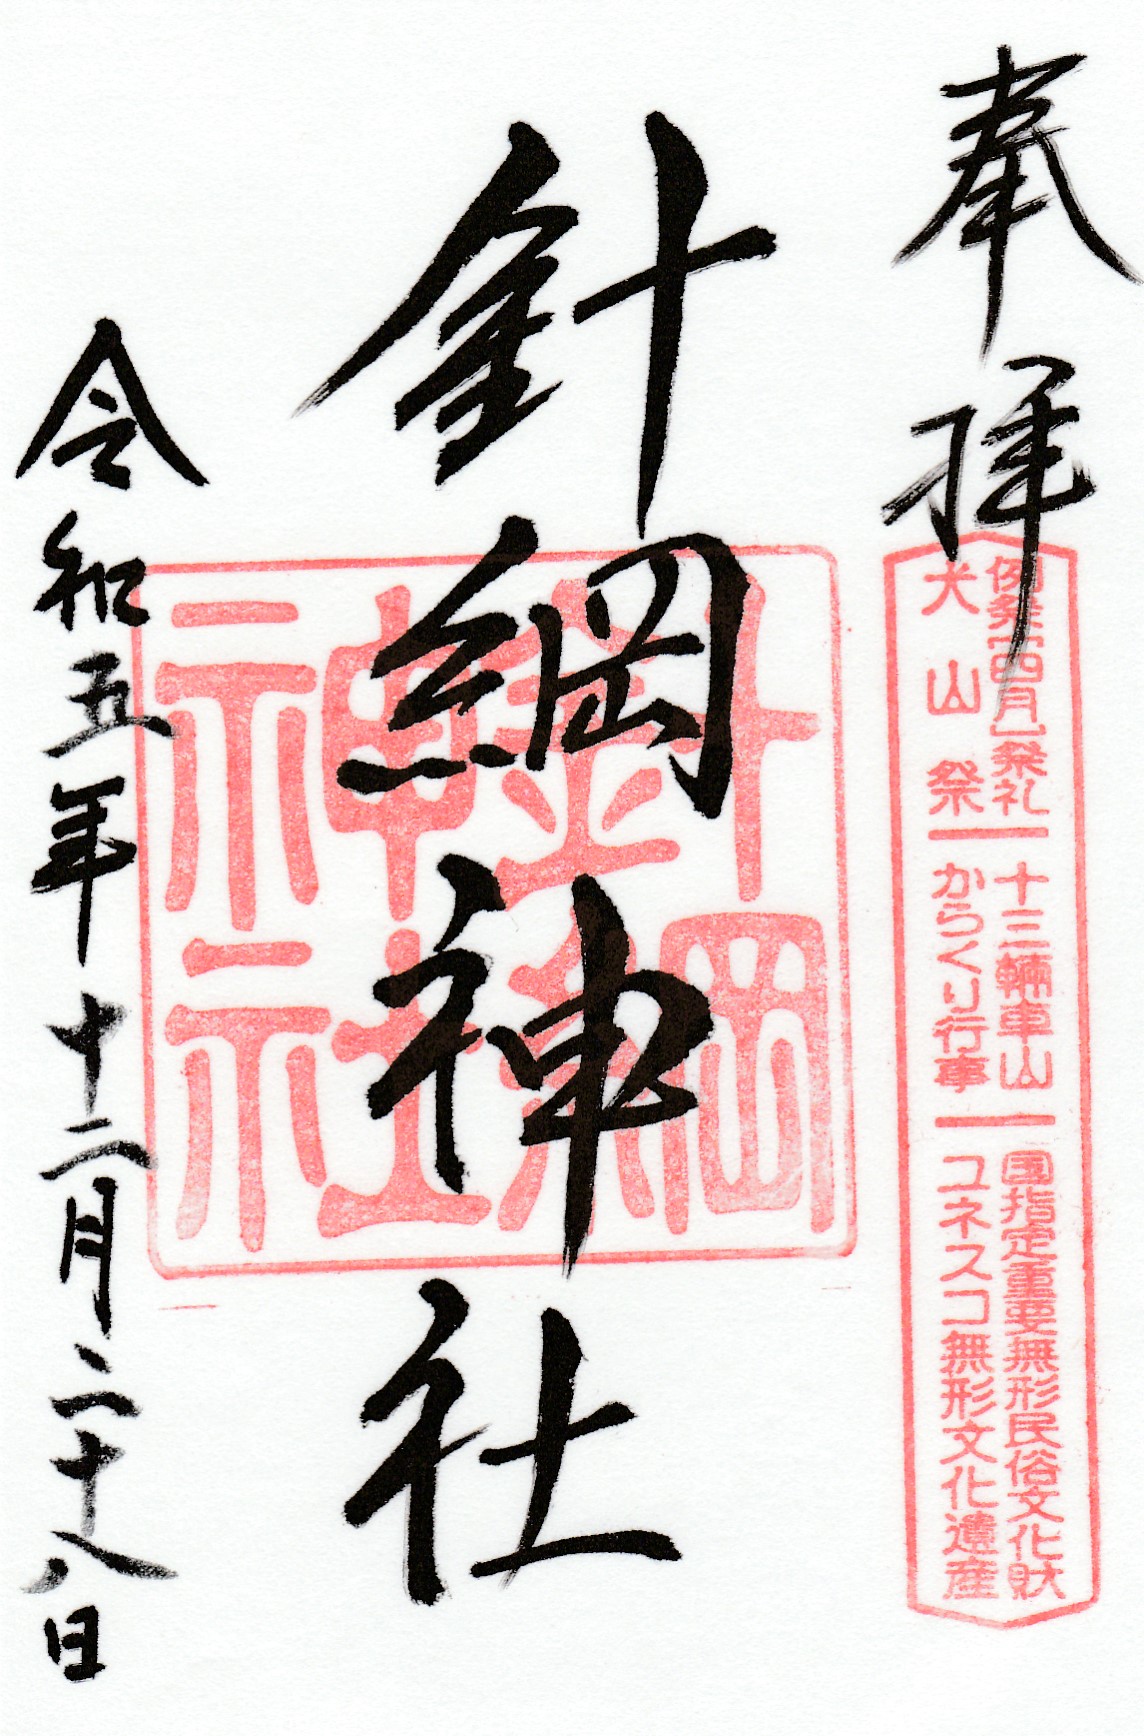 奉拝
例祭(四月)祭礼 十三輛車山 国指定重要無形民俗文化財
犬山祭 からくり行事 ユネスコ無形文化遺産
針綱神社
針綱神社
令和五年十二月二十八日